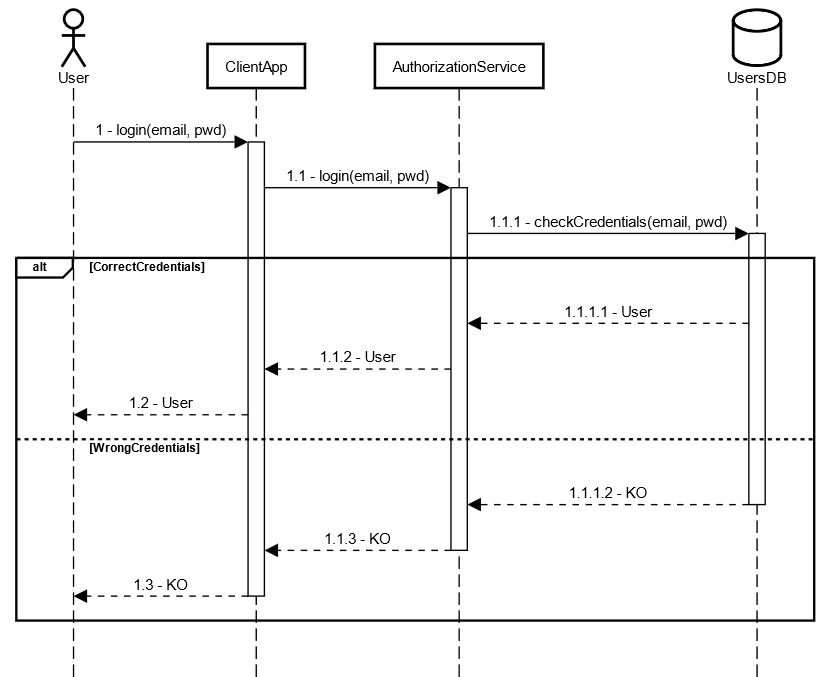 User
ClientApp
AuthorizationService
UsersDB
1 - login(email, pwd)
1.1 - login(email, pwd)
1.1.1 - checkCredentials(email, pwd)
alt
[CorrectCredentials]
1.1.1.1 - User
1.1.2 - User
1.2 - User
[WrongCredentials]
1.1.1.2 - KO
1.1.3 - KO
1.3 - KO